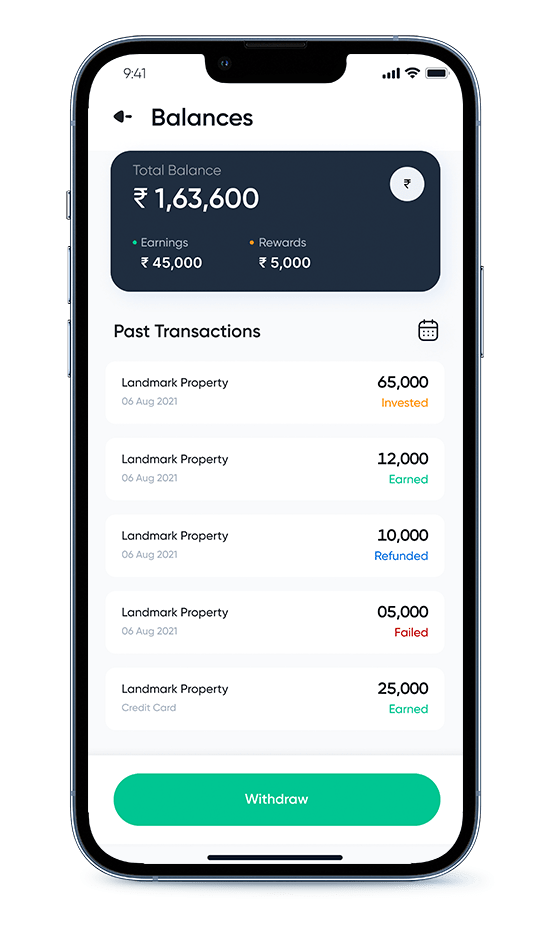 9:41
Balances
Total Balance
₹ 1,63,600
₹
Earnings
Rewards
₹ 45,000
₹ 5,000
Past Transactions
Landmark Property
65,000
06 Aug 2021
Invested
Landmark Property
12,000
06 Aug 2021
Earned
Landmark Property
10,000
06 Aug 2021
Refunded
Landmark Property
05,000
06 Aug 2021
Failed
Landmark Property
25,000
Credit Card
Earned
Withdraw